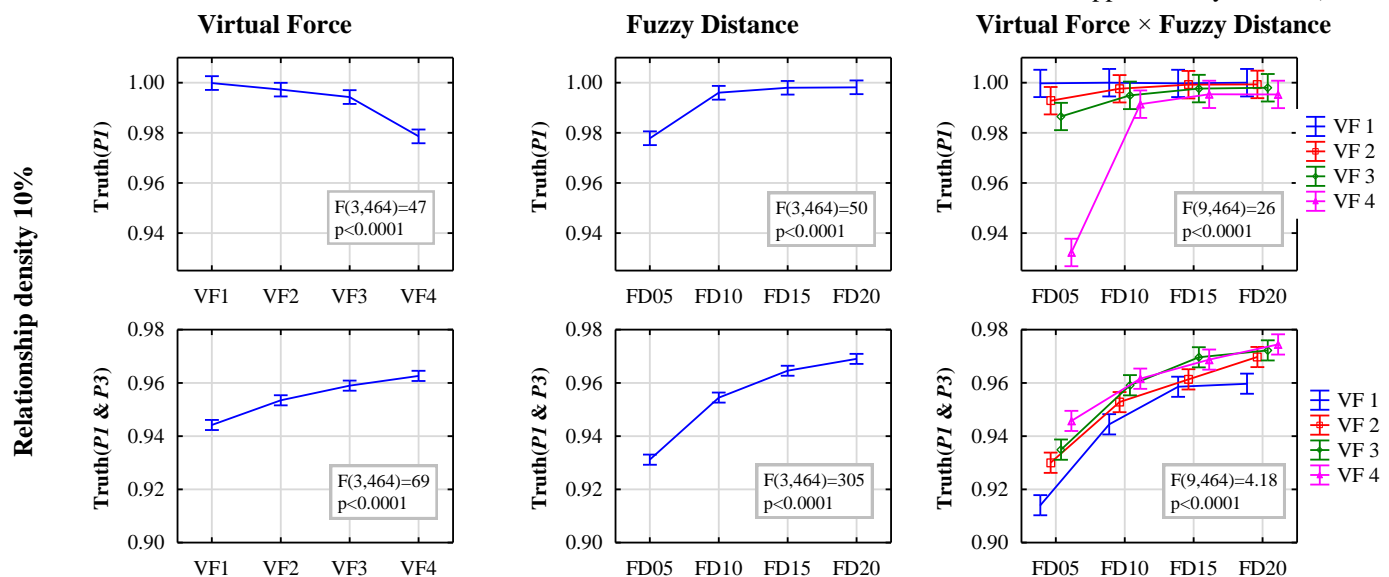 Virtual Force
Fuzzy Distance
Virtual Force × Fuzzy Distance
Relationship density 10%
Truth(P1)
1.00
0.98
0.96
0.94
F(3,464)=47
p<0.0001
VF1 VF2 VF3 VF4
Truth(P1)
1.00
0.98
0.96
0.94
F(3,464)=50
p<0.0001
FD05 FD10 FD15 FD20
Truth(P1)
1.00
0.98
0.96
0.94
F(9,464)=26
p<0.0001
FD05 FD10 FD15 FD20
VF 1
VF 2
VF 3
VF 4
Truth(P1 & P3)
0.98
0.96
0.94
0.92
0.90
F(3,464)=69
p<0.0001
VF1 VF2 VF3 VF4
Truth(P1 & P3)
0.98
0.96
0.94
0.92
0.90
F(3,464)=305
p<0.0001
FD05 FD10 FD15 FD20
Truth(P1 & P3)
0.98
0.96
0.94
0.92
0.90
F(9,464)=4.18
p<0.0001
FD05 FD10 FD15 FD20
VF 1
VF 2
VF 3
VF 4